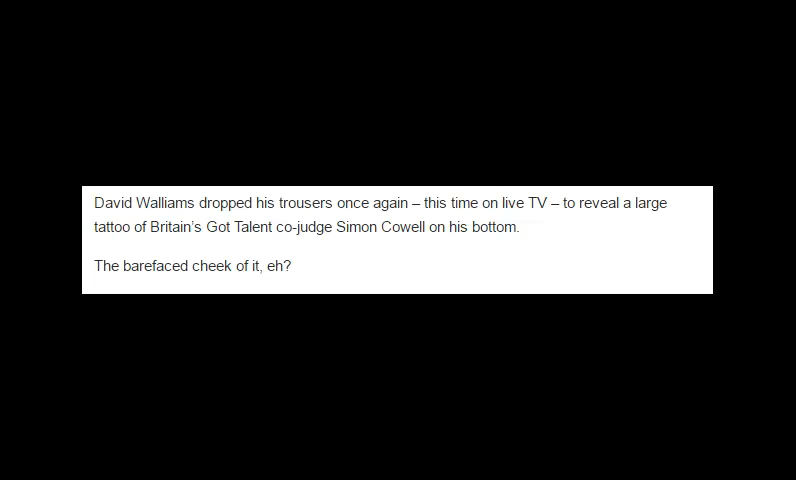 David Walliams dropped his trousers once again – this time on live TV – to reveal a large
tattoo of Britain’s Got Talent co-judge Simon Cowell on his bottom.
The barefaced cheek of it, eh?